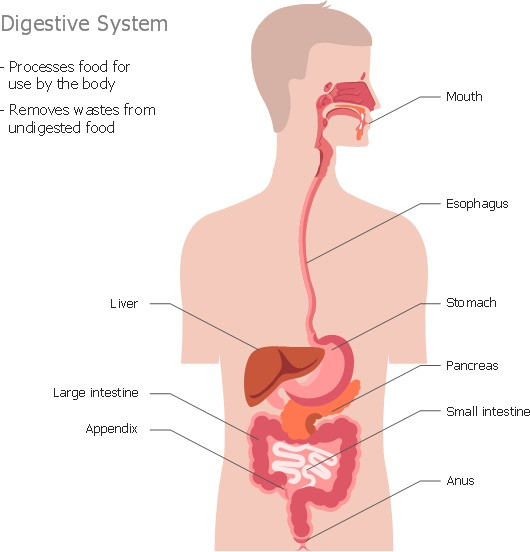 Digestive System
- Processes food for
use by the body
- Removes wastes from
undigested food
Mouth
Esophagus
Liver
Stomach
Pancreas
Large intestine
Small intestine
Appendix
Anus